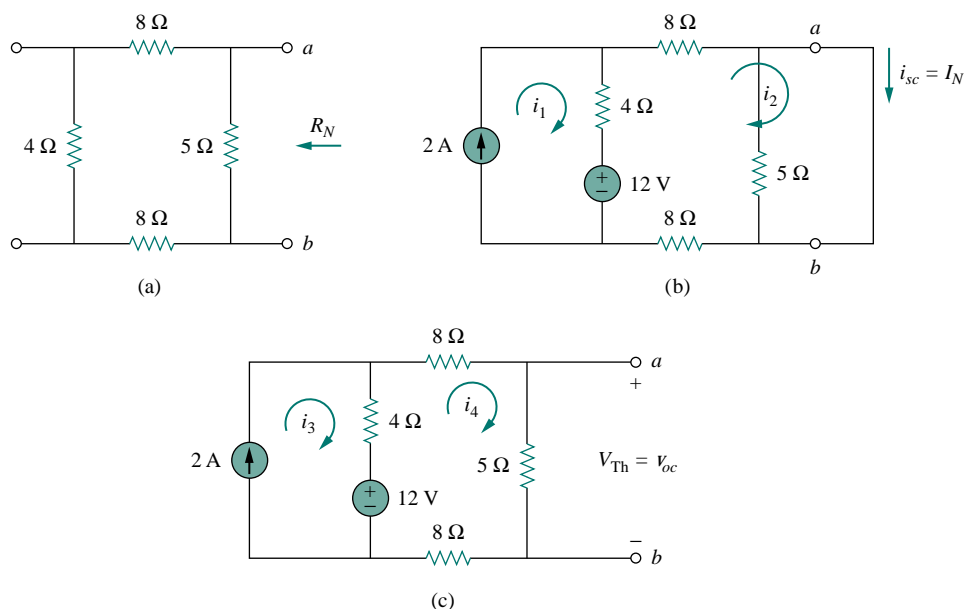 8 Ω
a
4 Ω
5 Ω
R_N
8 Ω
b
(a)
8 Ω
a
i_sc = I_N
i_1
4 Ω
i_2
2 A
12 V
5 Ω
8 Ω
b
(b)
8 Ω
a
+
i_3
4 Ω
i_4
2 A
5 Ω
V_Th = v_oc
+
−
12 V
8 Ω
−
b
(c)
+
−